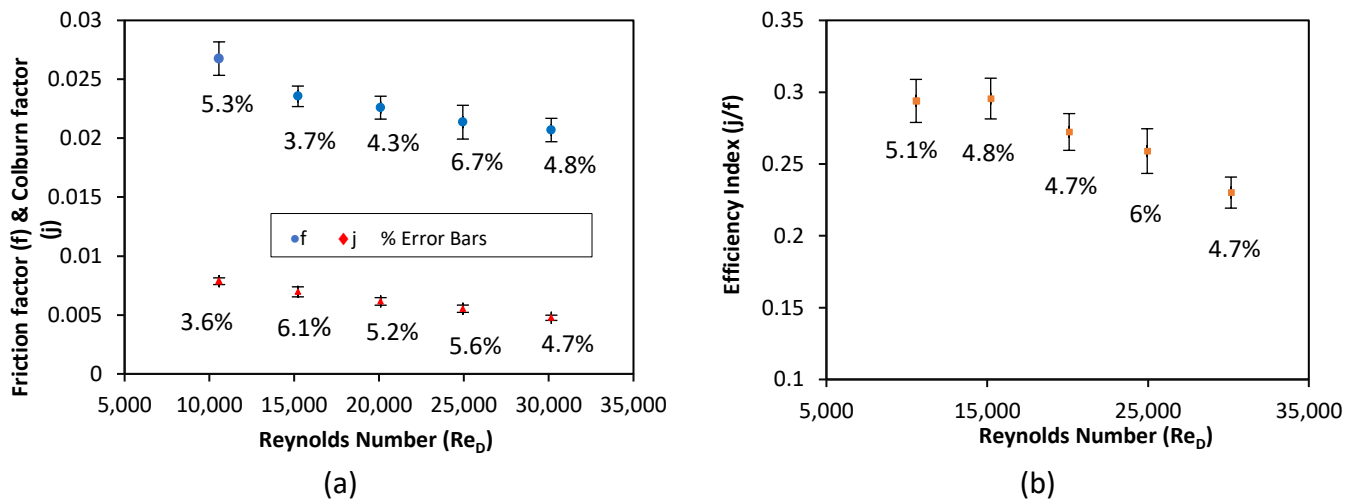 0.03
0.025
0.02
0.015
0.01
0.005
0
Friction factor (f) & Colburn factor
(j)
5.3%
3.7%
4.3%
6.7%
4.8%
f j % Error Bars
3.6%
6.1%
5.2%
5.6%
4.7%
5,000 10,000 15,000 20,000 25,000 30,000 35,000
Reynolds Number (ReD)
(a)
0.35
0.3
0.25
0.2
0.15
0.1
Efficiency Index (j/f)
5.1%
4.8%
4.7%
6%
4.7%
5,000 15,000 25,000 35,000
Reynolds Number (ReD)
(b)